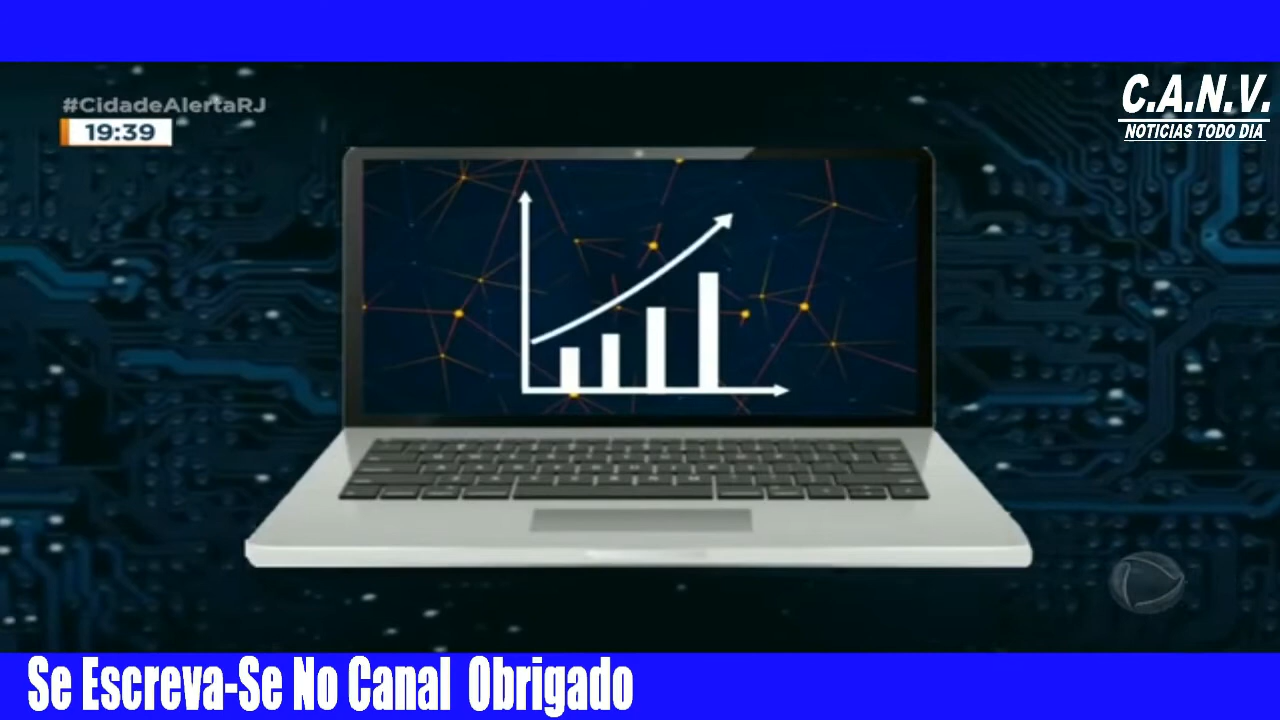 #CidadeAlertaRJ
19:39
C.A.N.V.
NOTICIAS TODO DIA
Se Escreva-Se No Canal Obrigado